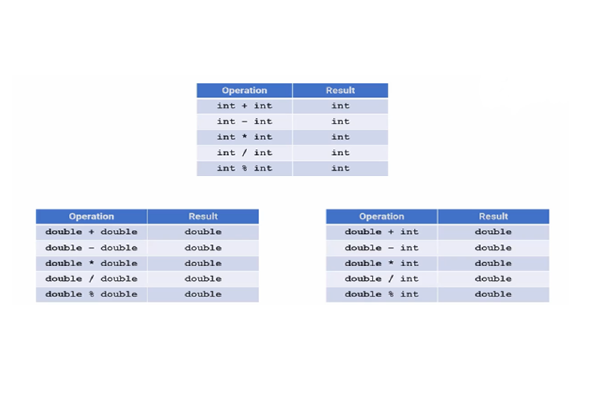 Operation Result
int + int int
int - int int
int * int int
int / int int
int % int int
Operation Result
double + double double
double - double double
double * double double
double / double double
double % double double
Operation Result
double + int double
double - int double
double * int double
double / int double
double % int double